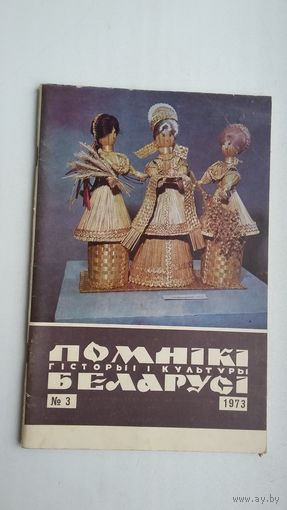 ПОМНІКІ
ГІСТОРЫІ І КУЛЬТУРЫ
БЕЛАРУСІ
№ 3
1973
www.ay.by